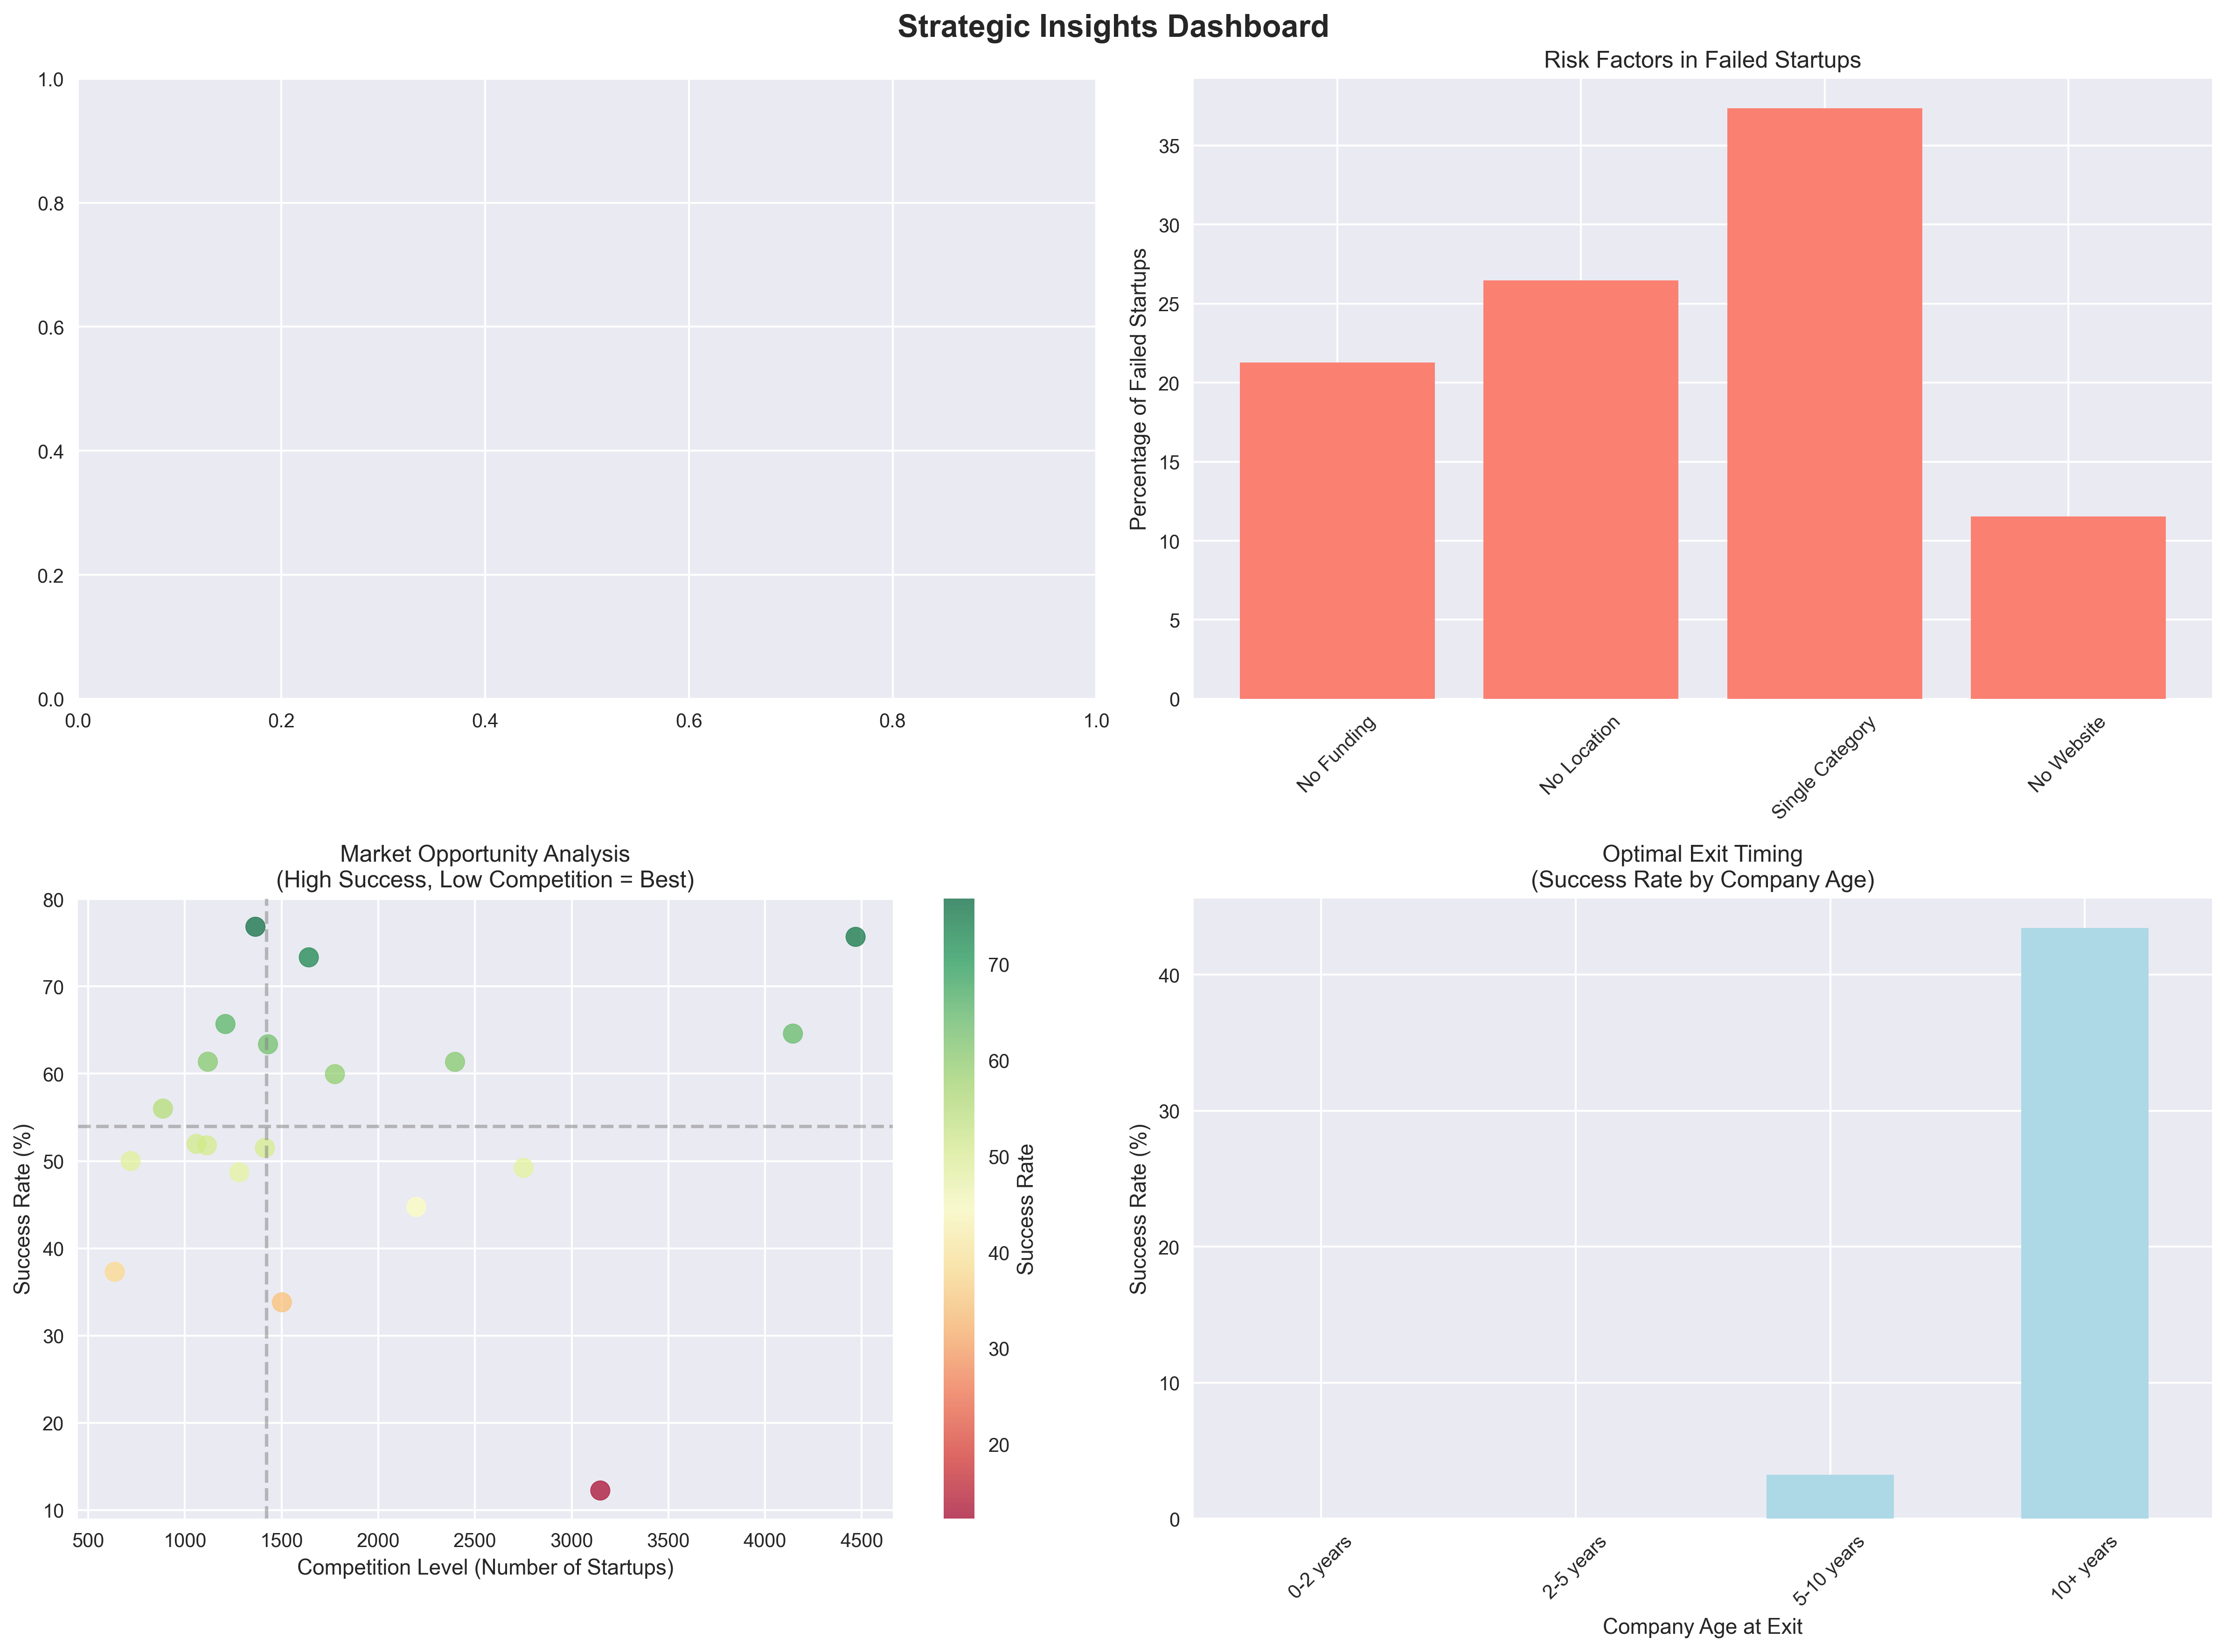 Strategic Insights Dashboard
1.0
0.8
0.6
0.4
0.2
0.0
0.0 0.2 0.4 0.6 0.8 1.0
Risk Factors in Failed Startups
Percentage of Failed Startups
35
30
25
20
15
10
5
0
No Funding
No Location
Single Category
No Website
Market Opportunity Analysis
(High Success, Low Competition = Best)
Success Rate (%)
80
70
60
50
40
30
20
10
500 1000 1500 2000 2500 3000 3500 4000 4500
Competition Level (Number of Startups)
70
60
50
40
30
20
Success Rate
Optimal Exit Timing
(Success Rate by Company Age)
Success Rate (%)
40
30
20
10
0
0-2 years
2-5 years
5-10 years
10+ years
Company Age at Exit